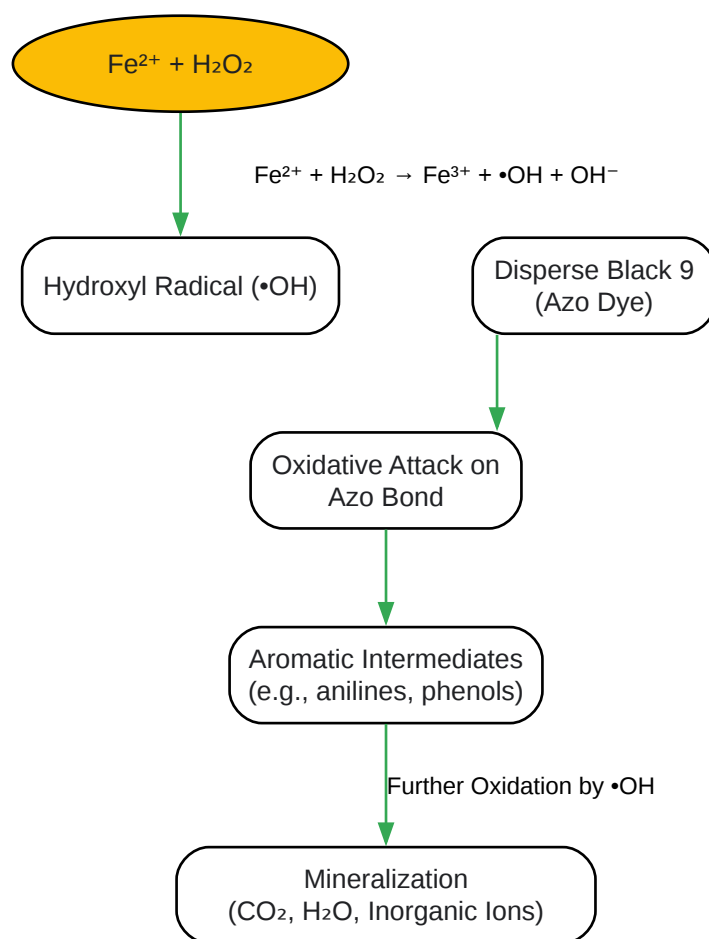 Fe²⁺ + H₂O₂
Fe²⁺ + H₂O₂ → Fe³⁺ + •OH + OH⁻
Hydroxyl Radical (•OH)
Disperse Black 9
(Azo Dye)
Oxidative Attack on
Azo Bond
Aromatic Intermediates
(e.g., anilines, phenols)
Further Oxidation by •OH
Mineralization
(CO₂, H₂O, Inorganic Ions)